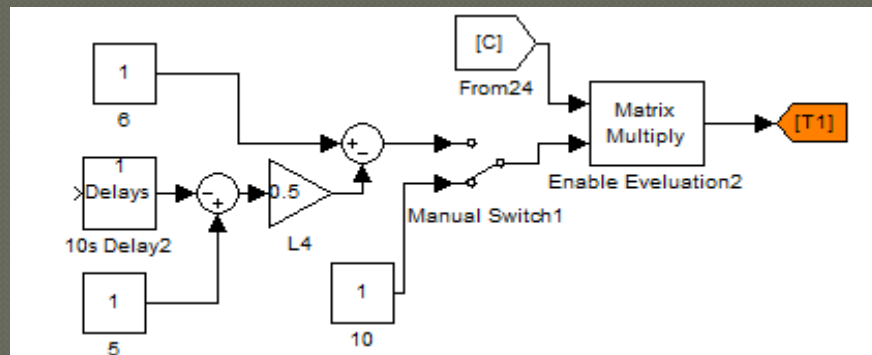 1
6
1
Delays
10s Delay2
1
5
+
-
-
+
0.5
L4
1
10
Manual Switch1
[C]
From24
Matrix
Multiply
Enable Eveluation2
[T1]